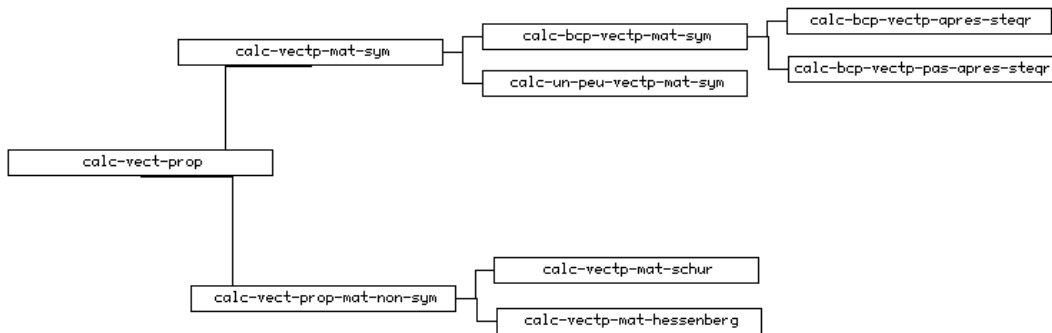 calc-bcp-vectp-apres-steqr
calc-vectp-mat-sym
calc-bcp-vectp-mat-sym
calc-bcp-vectp-pas-apres-steqr
calc-un-peu-vectp-mat-sym
calc-vect-prop
calc-vectp-mat-schur
calc-vect-prop-mat-non-sym
calc-vectp-mat-hessenberg